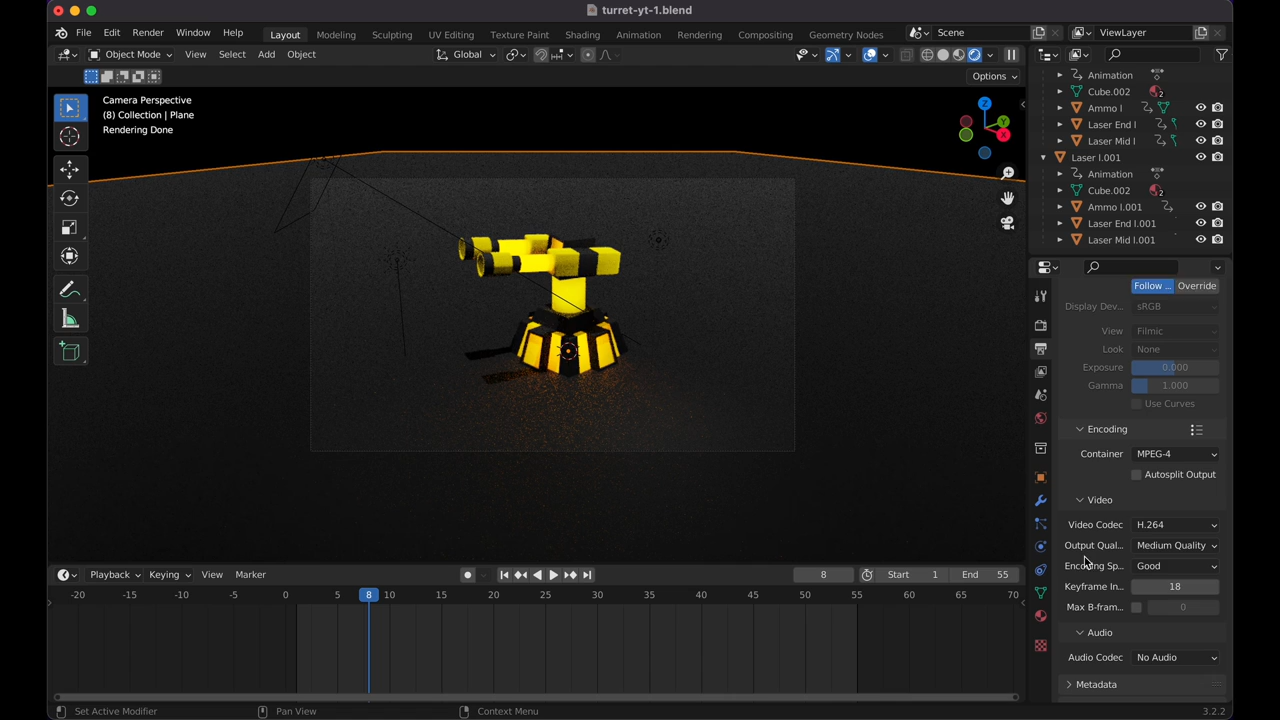 turret-yt-1.blend
File Edit Render Window Help Layout Modeling Sculpting UV Editing Texture Paint Shading Animation Rendering Compositing Geometry Nodes Scene ViewLayer
Object Mode View Select Add Object Global
Options
Camera Perspective
(8) Collection | Plane
Rendering Done
Z
Y
X
Animation
Cube.002 2
Ammo l
Laser End l
Laser Mid l
Laser l.001
Animation
Cube.002 2
Ammo l.001
Laser End l.001
Laser Mid l.001
Follow ... Override
Display Dev... sRGB
View Filmic
Look None
Exposure 0.000
Gamma 1.000
Use Curves
Encoding
Container MPEG-4
Autosplit Output
Video
Video Codec H.264
Output Qual... Medium Quality
Encoding Sp... Good
Keyframe In... 18
Max B-fram... 0
Audio
Audio Codec No Audio
Metadata
Playback Keying View Marker 8 Start 1 End 55
-20 -15 -10 -5 0 5 8 10 15 20 25 30 35 40 45 50 55 60 65 70
Set Active Modifier Pan View Context Menu 3.2.2